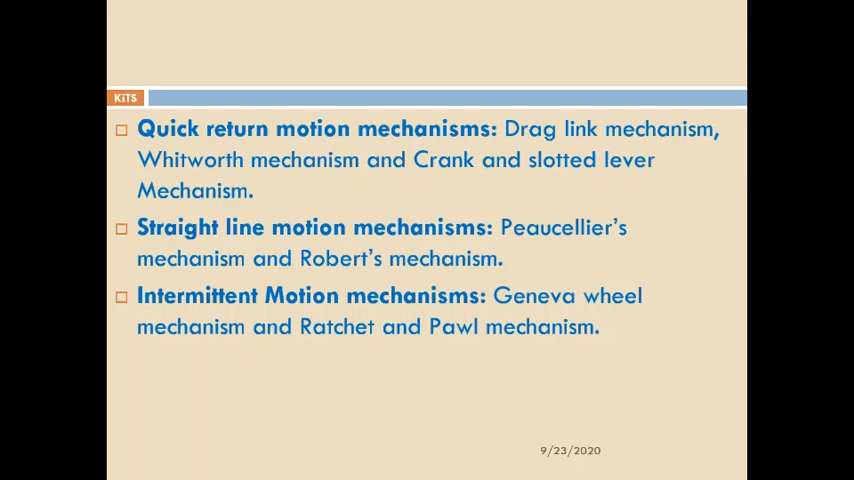 KiTS
Quick return motion mechanisms: Drag link mechanism,
Whitworth mechanism and Crank and slotted lever
Mechanism.
Straight line motion mechanisms: Peaucellier's
mechanism and Robert's mechanism.
Intermittent Motion mechanisms: Geneva wheel
mechanism and Ratchet and Pawl mechanism.
9/23/2020